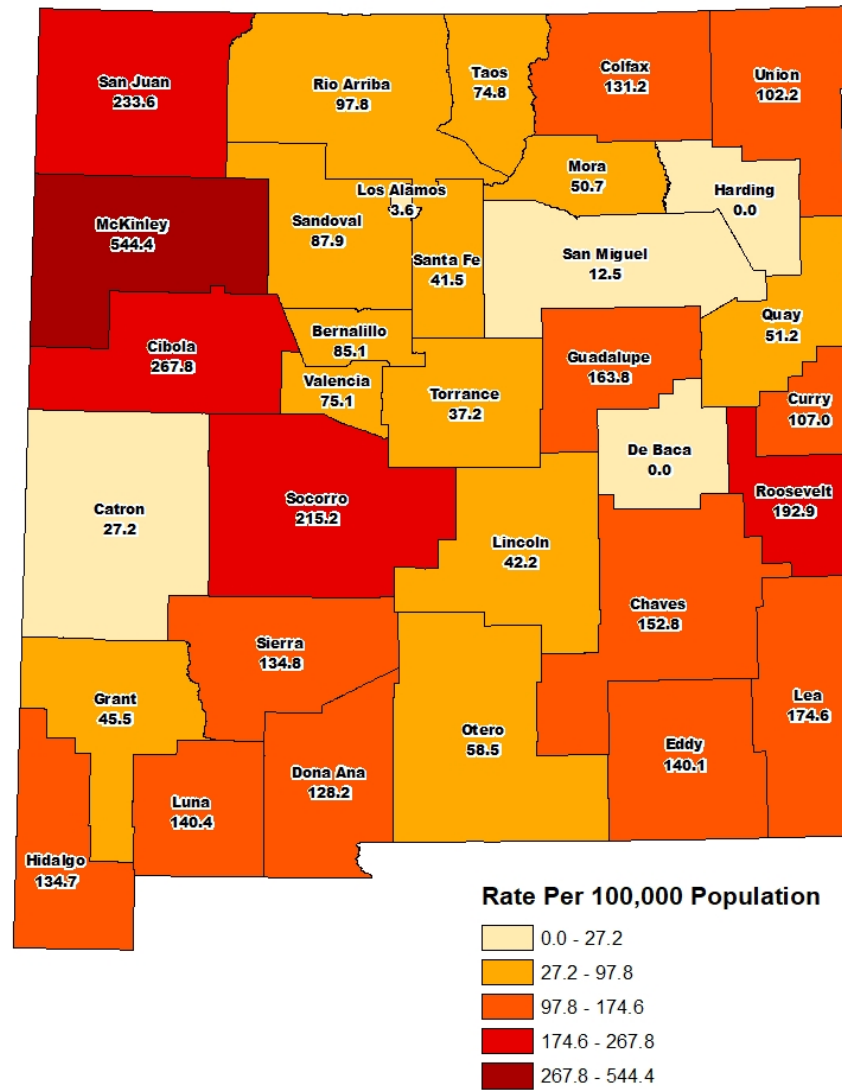 San Juan
233.6
Rio Arriba
97.8
Taos
74.8
Colfax
131.2
Union
102.2
Mora
50.7
Harding
0.0
Los Alamos
3.6
McKinley
544.4
Sandoval
87.9
Santa Fe
41.5
San Miguel
12.5
Quay
51.2
Cibola
267.8
Bernalillo
85.1
Guadalupe
163.8
Valencia
75.1
Torrance
37.2
Curry
107.0
De Baca
0.0
Catron
27.2
Socorro
215.2
Roosevelt
192.9
Lincoln
42.2
Chaves
152.8
Sierra
134.8
Grant
45.5
Lea
174.6
Otero
58.5
Eddy
140.1
Dona Ana
128.2
Luna
140.4
Hidalgo
134.7
Rate Per 100,000 Population
0.0 - 27.2
27.2 - 97.8
97.8 - 174.6
174.6 - 267.8
267.8 - 544.4